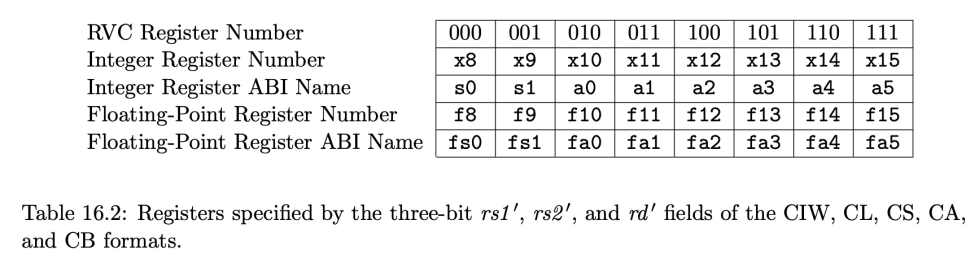 RVC Register Number 000 001 010 011 100 101 110 111
Integer Register Number x8 x9 x10 x11 x12 x13 x14 x15
Integer Register ABI Name s0 s1 a0 a1 a2 a3 a4 a5
Floating-Point Register Number f8 f9 f10 f11 f12 f13 f14 f15
Floating-Point Register ABI Name fs0 fs1 fa0 fa1 fa2 fa3 fa4 fa5
Table 16.2: Registers specified by the three-bit rs1′, rs2′, and rd′ fields of the CIW, CL, CS, CA,
and CB formats.